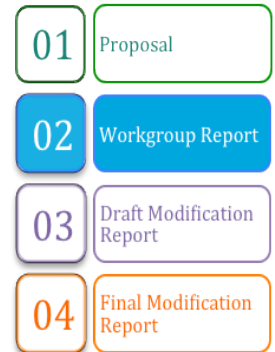 01
Proposal
02
Workgroup Report
03
Draft Modification
Report
04
Final Modification
Report